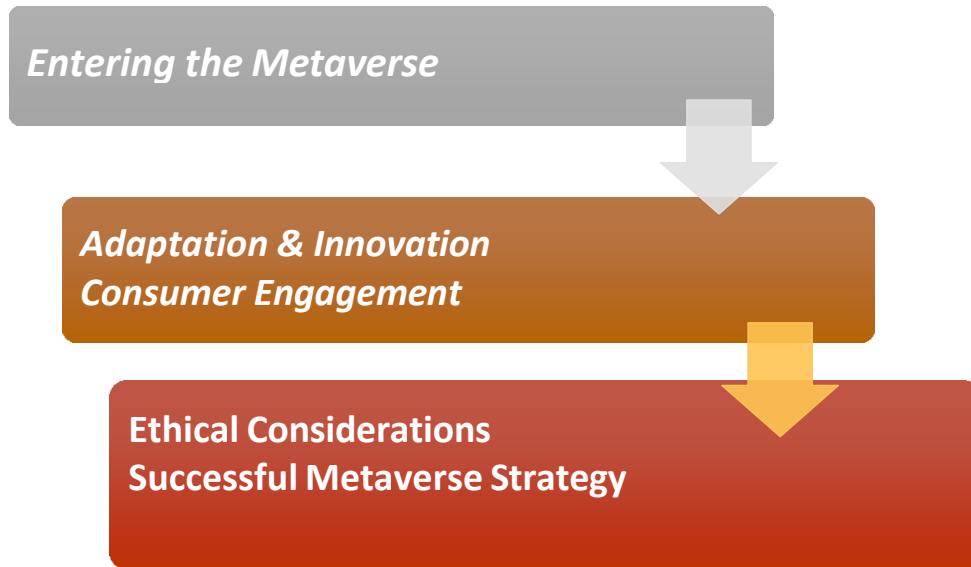 Entering the Metaverse
Adaptation & Innovation
Consumer Engagement
Ethical Considerations
Successful Metaverse Strategy